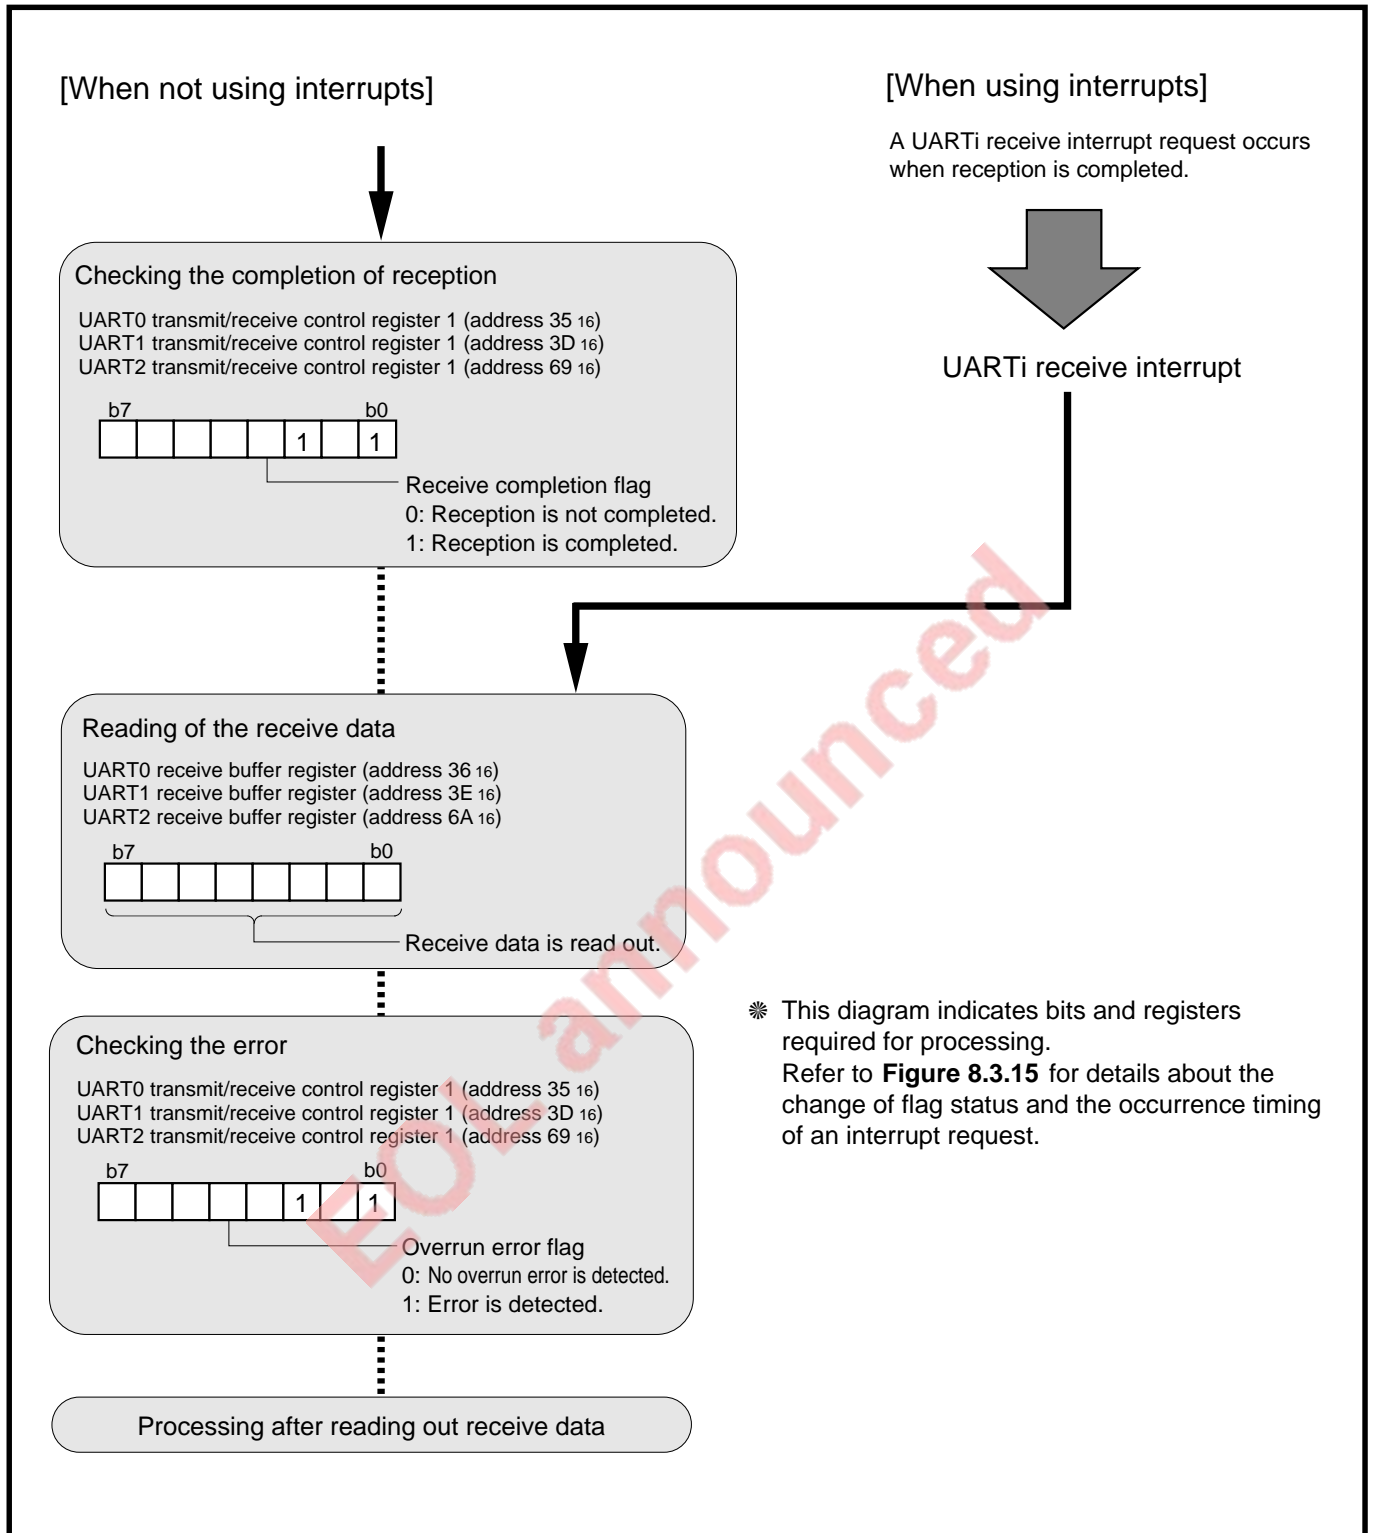 [When not using interrupts]
[When using interrupts]
A UARTi receive interrupt request occurs
when reception is completed.
UARTi receive interrupt
Checking the completion of reception
UART0 transmit/receive control register 1 (address 35 16)
UART1 transmit/receive control register 1 (address 3D 16)
UART2 transmit/receive control register 1 (address 69 16)
b7 b0
1 1
Receive completion flag
0: Reception is not completed.
1: Reception is completed.
Reading of the receive data
UART0 receive buffer register (address 36 16)
UART1 receive buffer register (address 3E 16)
UART2 receive buffer register (address 6A 16)
b7 b0
Receive data is read out.
Checking the error
UART0 transmit/receive control register 1 (address 35 16)
UART1 transmit/receive control register 1 (address 3D 16)
UART2 transmit/receive control register 1 (address 69 16)
b7 b0
1 1
Overrun error flag
0: No overrun error is detected.
1: Error is detected.
Processing after reading out receive data
❈ This diagram indicates bits and registers
required for processing.
Refer to Figure 8.3.15 for details about the
change of flag status and the occurrence timing
of an interrupt request.
EOL announced